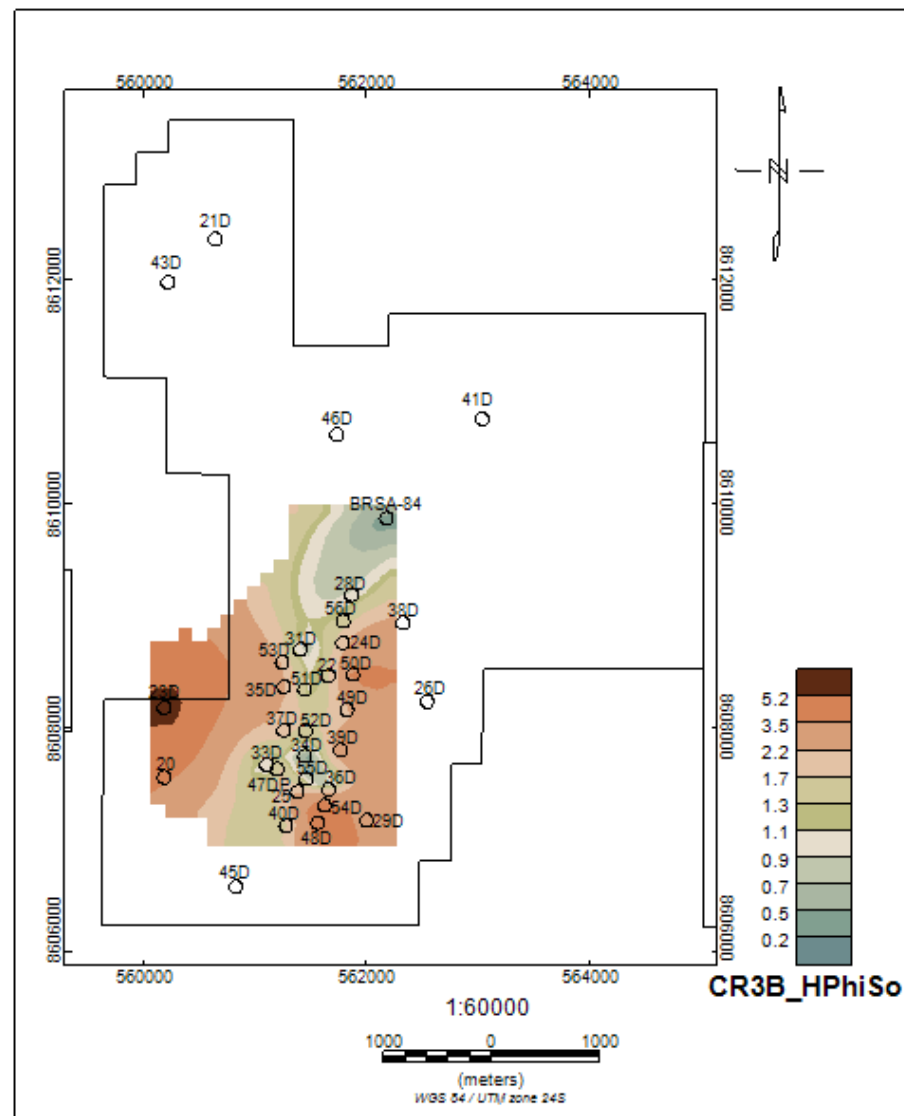 560000 562000 564000
N
21D
43D
8612000 8612000
41D
46D
8610000 8610000
BRSA-84
28D
56D 38D
31D 24D
53D 22 50D
35D 51D 26D
49D
8608000 8608000
37D 52D
34D 39D
33D
20 55D 36D
47DP
25 54D
40D 29D
48D
45D
8606000 8606000
560000 562000 564000
5.2
3.5
2.2
1.7
1.3
1.1
0.9
0.7
0.5
0.2
CR3B_HPhiSo
1:60000
1000 0 1000
(meters)
WGS 84 / UTM zone 24S